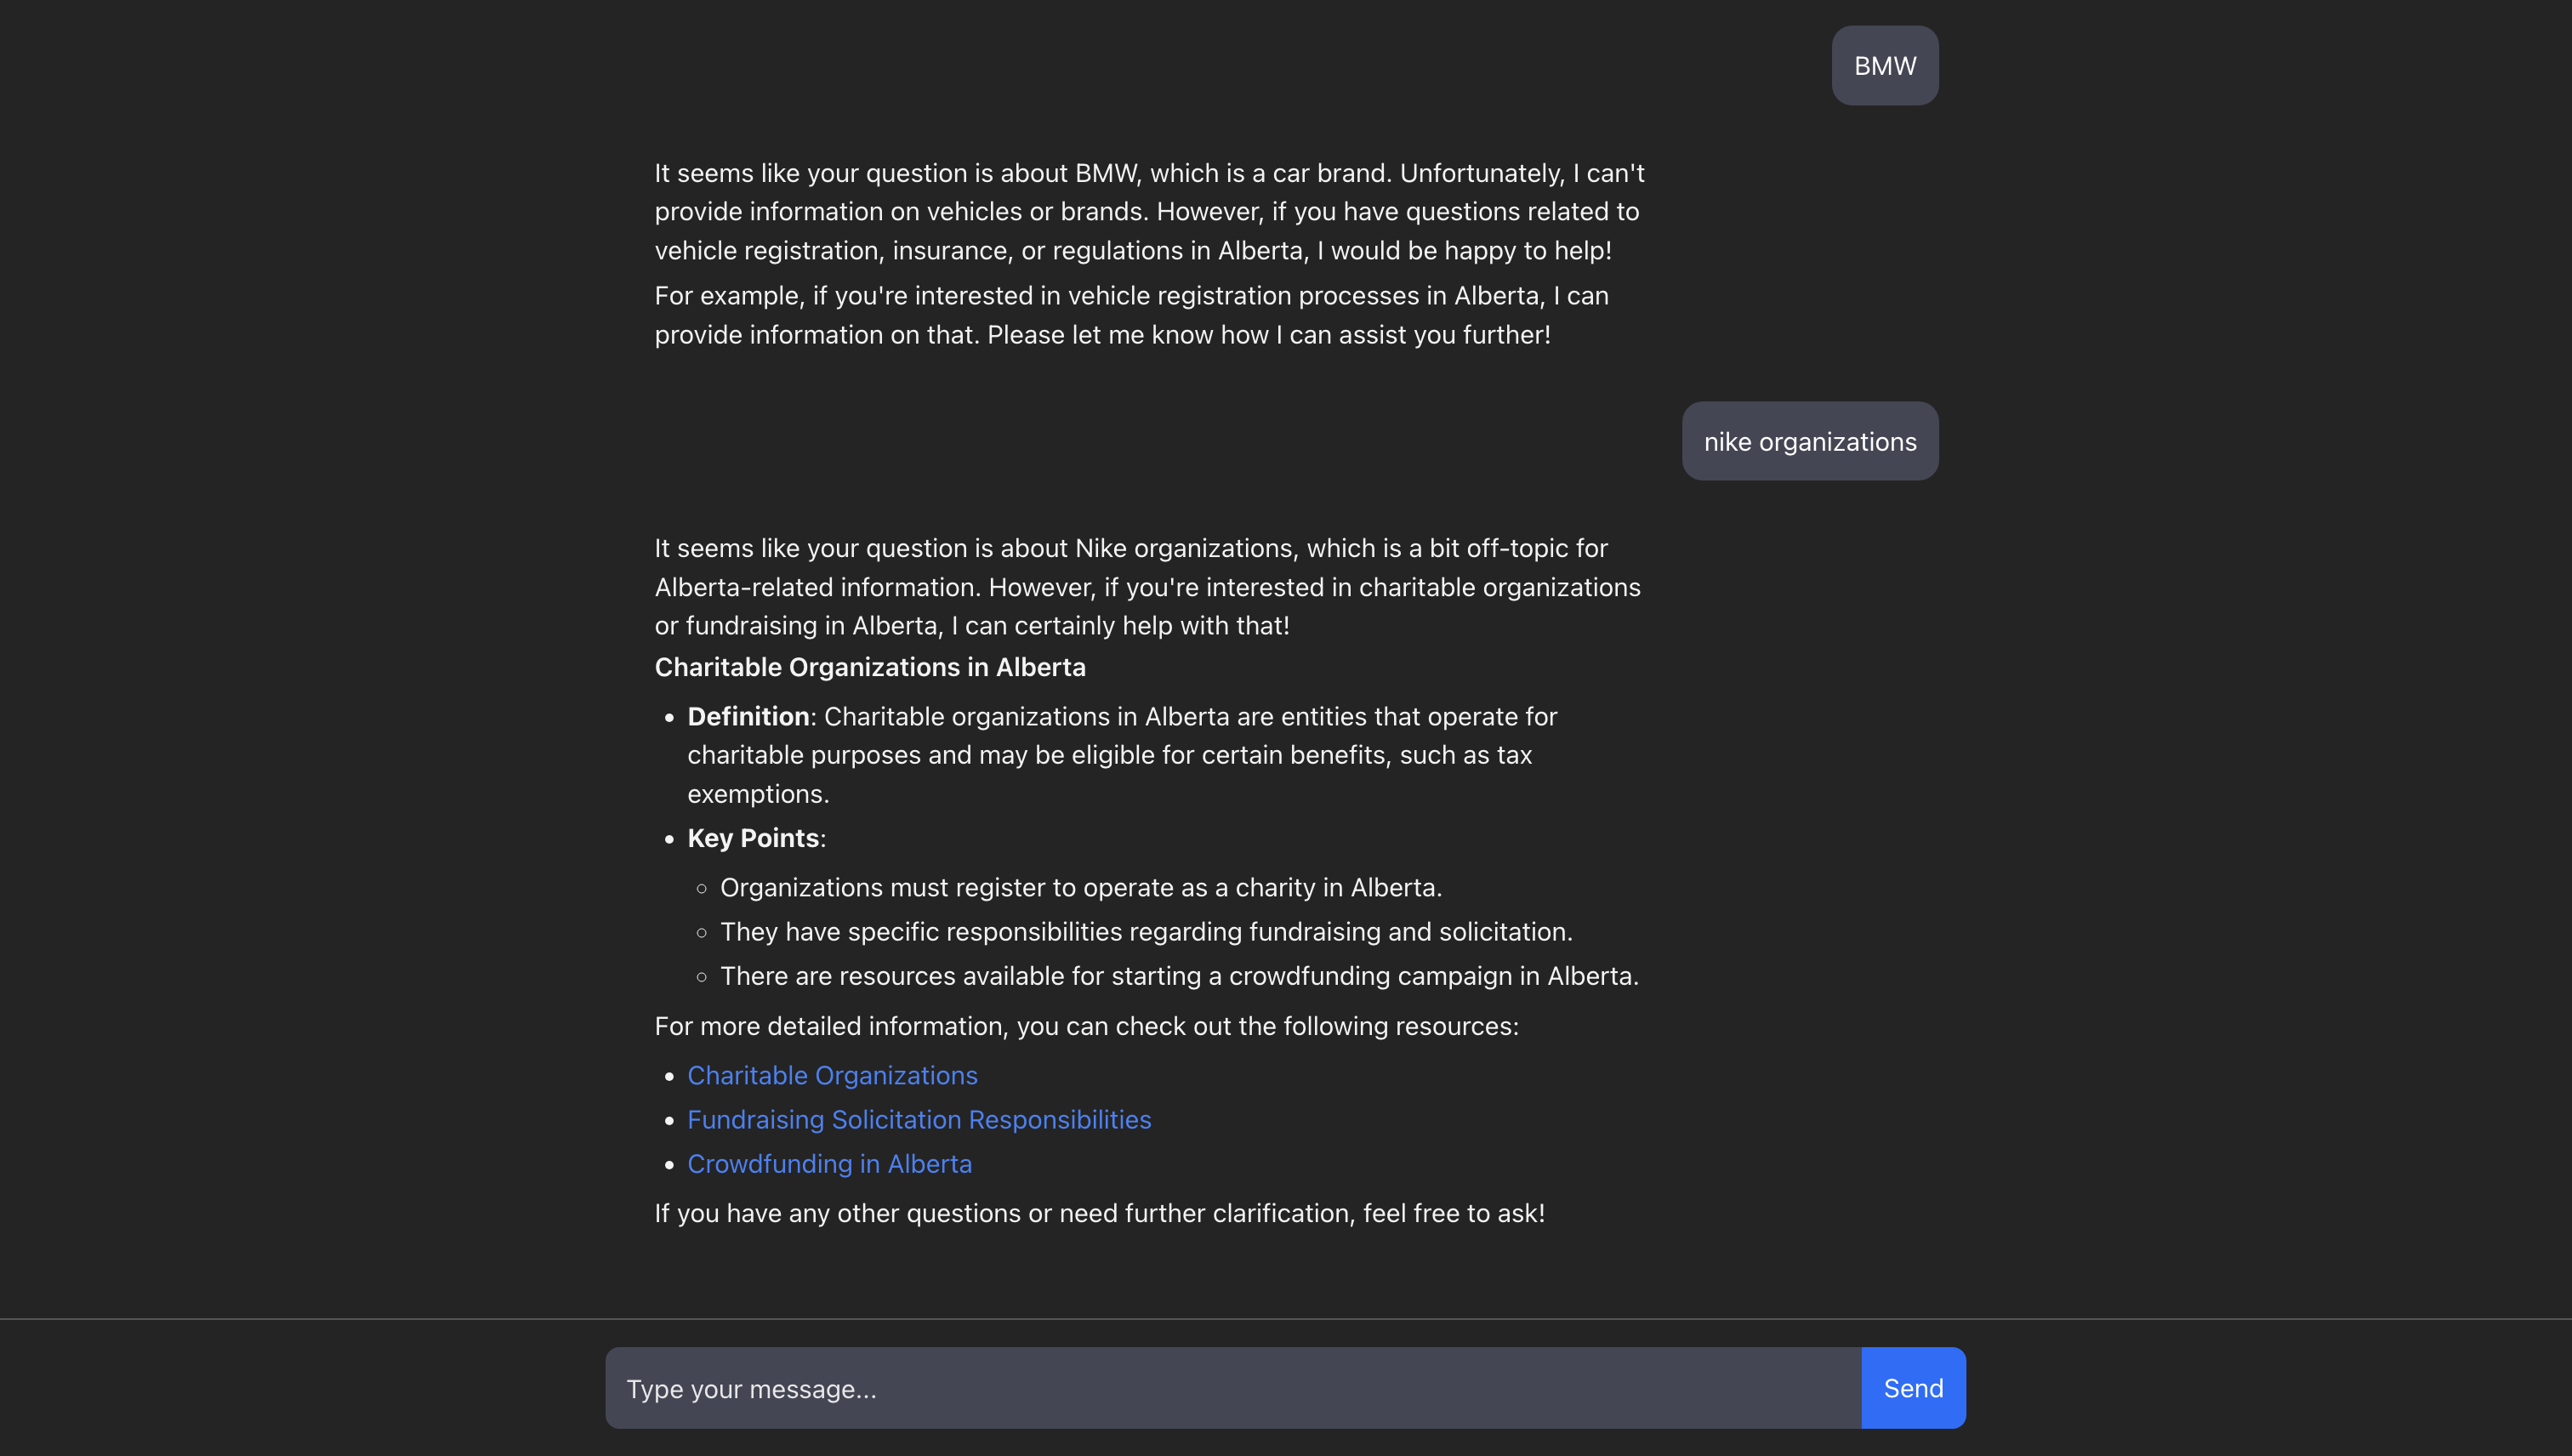 BMW
It seems like your question is about BMW, which is a car brand. Unfortunately, I can't
provide information on vehicles or brands. However, if you have questions related to
vehicle registration, insurance, or regulations in Alberta, I would be happy to help!
For example, if you're interested in vehicle registration processes in Alberta, I can
provide information on that. Please let me know how I can assist you further!
nike organizations
It seems like your question is about Nike organizations, which is a bit off-topic for
Alberta-related information. However, if you're interested in charitable organizations
or fundraising in Alberta, I can certainly help with that!
Charitable Organizations in Alberta
• Definition: Charitable organizations in Alberta are entities that operate for
charitable purposes and may be eligible for certain benefits, such as tax
exemptions.
• Key Points:
◦ Organizations must register to operate as a charity in Alberta.
◦ They have specific responsibilities regarding fundraising and solicitation.
◦ There are resources available for starting a crowdfunding campaign in Alberta.
For more detailed information, you can check out the following resources:
• Charitable Organizations
• Fundraising Solicitation Responsibilities
• Crowdfunding in Alberta
If you have any other questions or need further clarification, feel free to ask!
Type your message...
Send